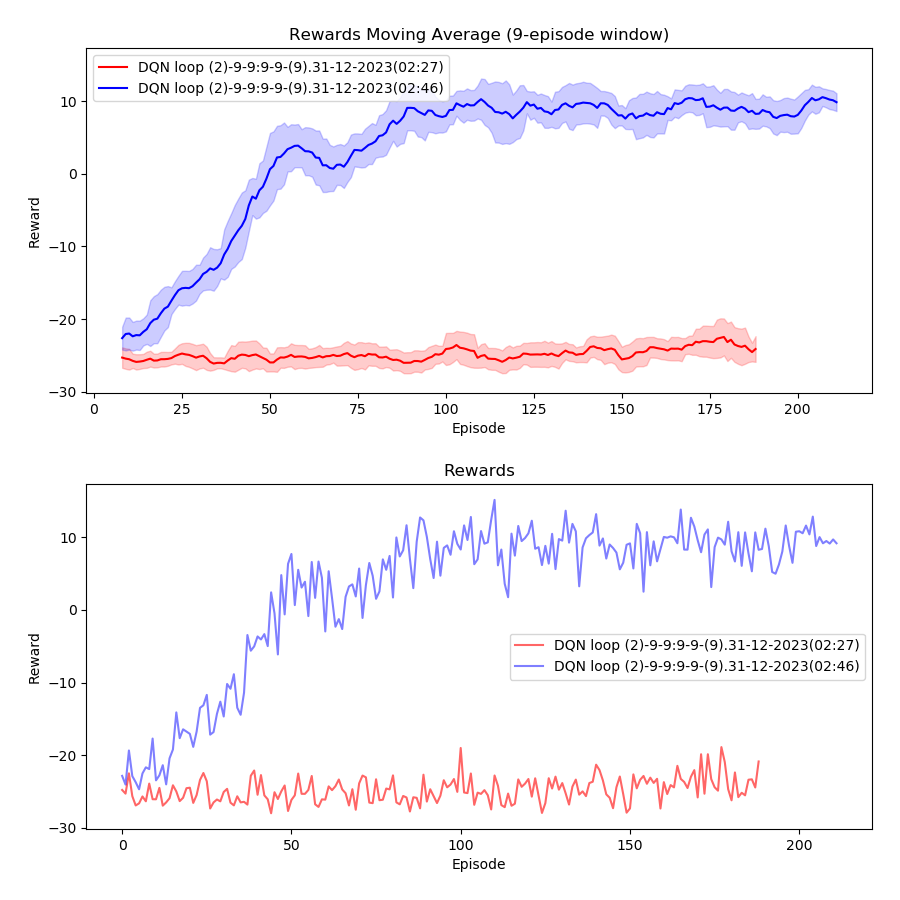 Rewards Moving Average (9-episode window)
DQN loop (2)-9-9:9-9-(9).31-12-2023(02:27)
DQN loop (2)-9-9:9-9-(9).31-12-2023(02:46)
Reward
10
0
−10
−20
−30
0 25 50 75 100 125 150 175 200
Episode
Rewards
Reward
10
0
−10
−20
−30
DQN loop (2)-9-9:9-9-(9).31-12-2023(02:27)
DQN loop (2)-9-9:9-9-(9).31-12-2023(02:46)
0 50 100 150 200
Episode